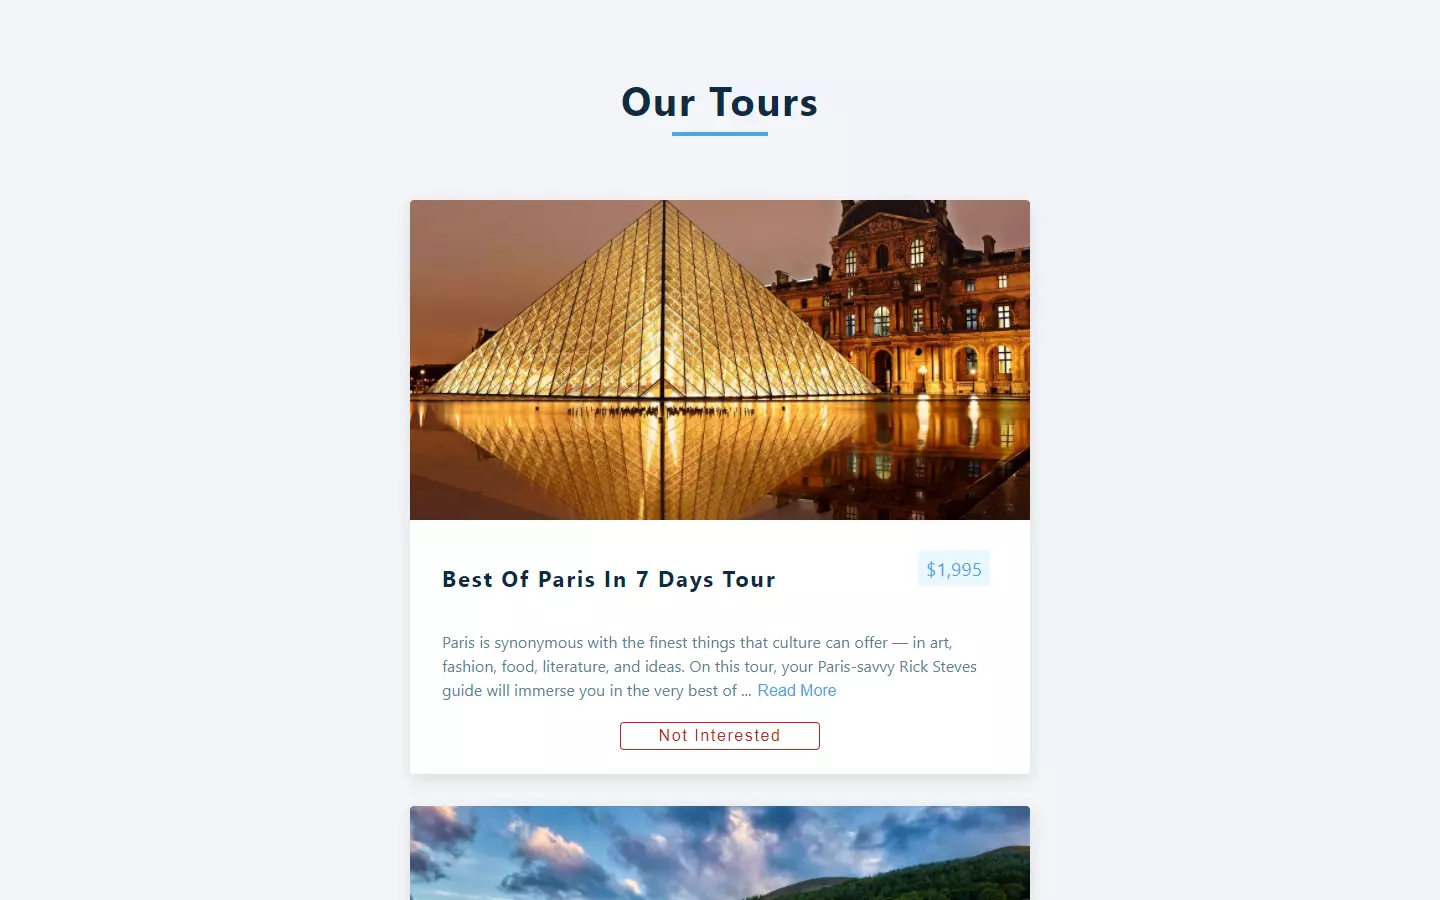 Our Tours
Best Of Paris In 7 Days Tour
$1,995
Paris is synonymous with the finest things that culture can offer — in art,
fashion, food, literature, and ideas. On this tour, your Paris-savvy Rick Steves
guide will immerse you in the very best of ... Read More
Not Interested